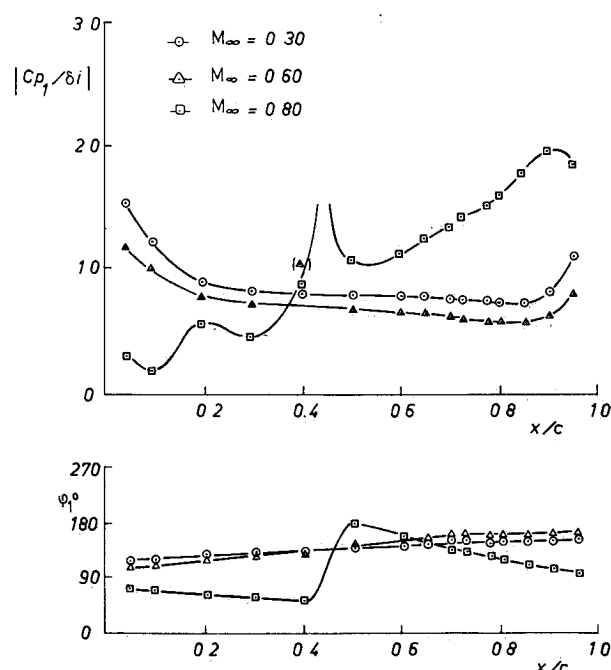 3 0
M∞ = 0 30
|Cp₁/δi|
M∞ = 0 60
M∞ = 0 80
2 0
(▲)
1 0
0
0 2 0 4 0 6 0 8 1 0
x/c
270
φ₁°
180
90
0
0 2 0 4 0 6 0 8 1 0
x/c